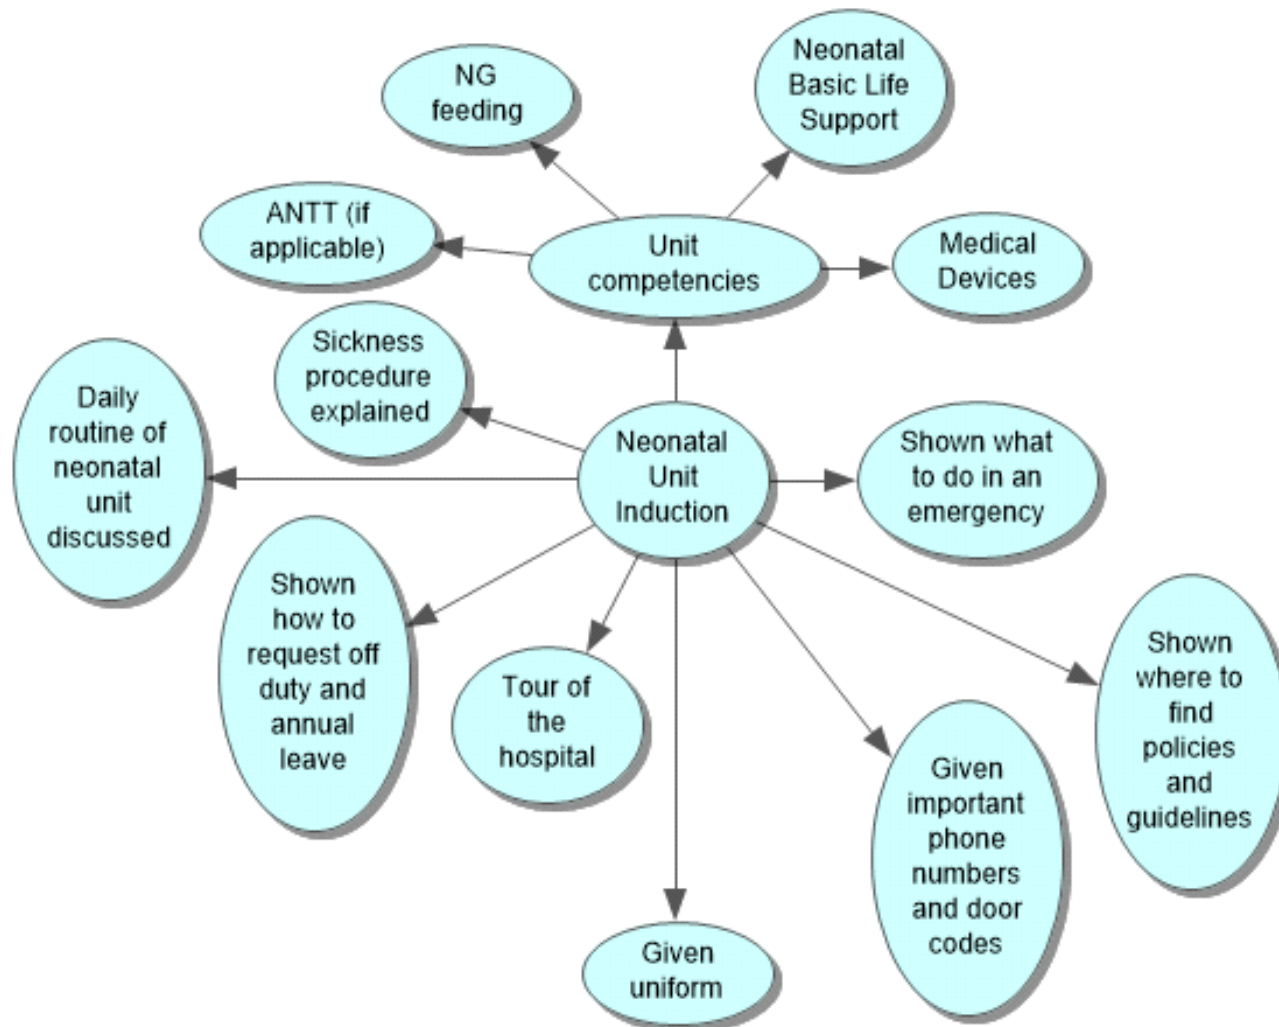 NG
feeding
Neonatal
Basic Life
Support
ANTT (if
applicable)
Unit
competencies
Medical
Devices
Sickness
procedure
explained
Daily
routine of
neonatal
unit
discussed
Neonatal
Unit
Induction
Shown what
to do in an
emergency
Shown
how to
request off
duty and
annual
leave
Tour of
the
hospital
Given
important
phone
numbers
and door
codes
Shown
where to
find
policies
and
guidelines
Given
uniform